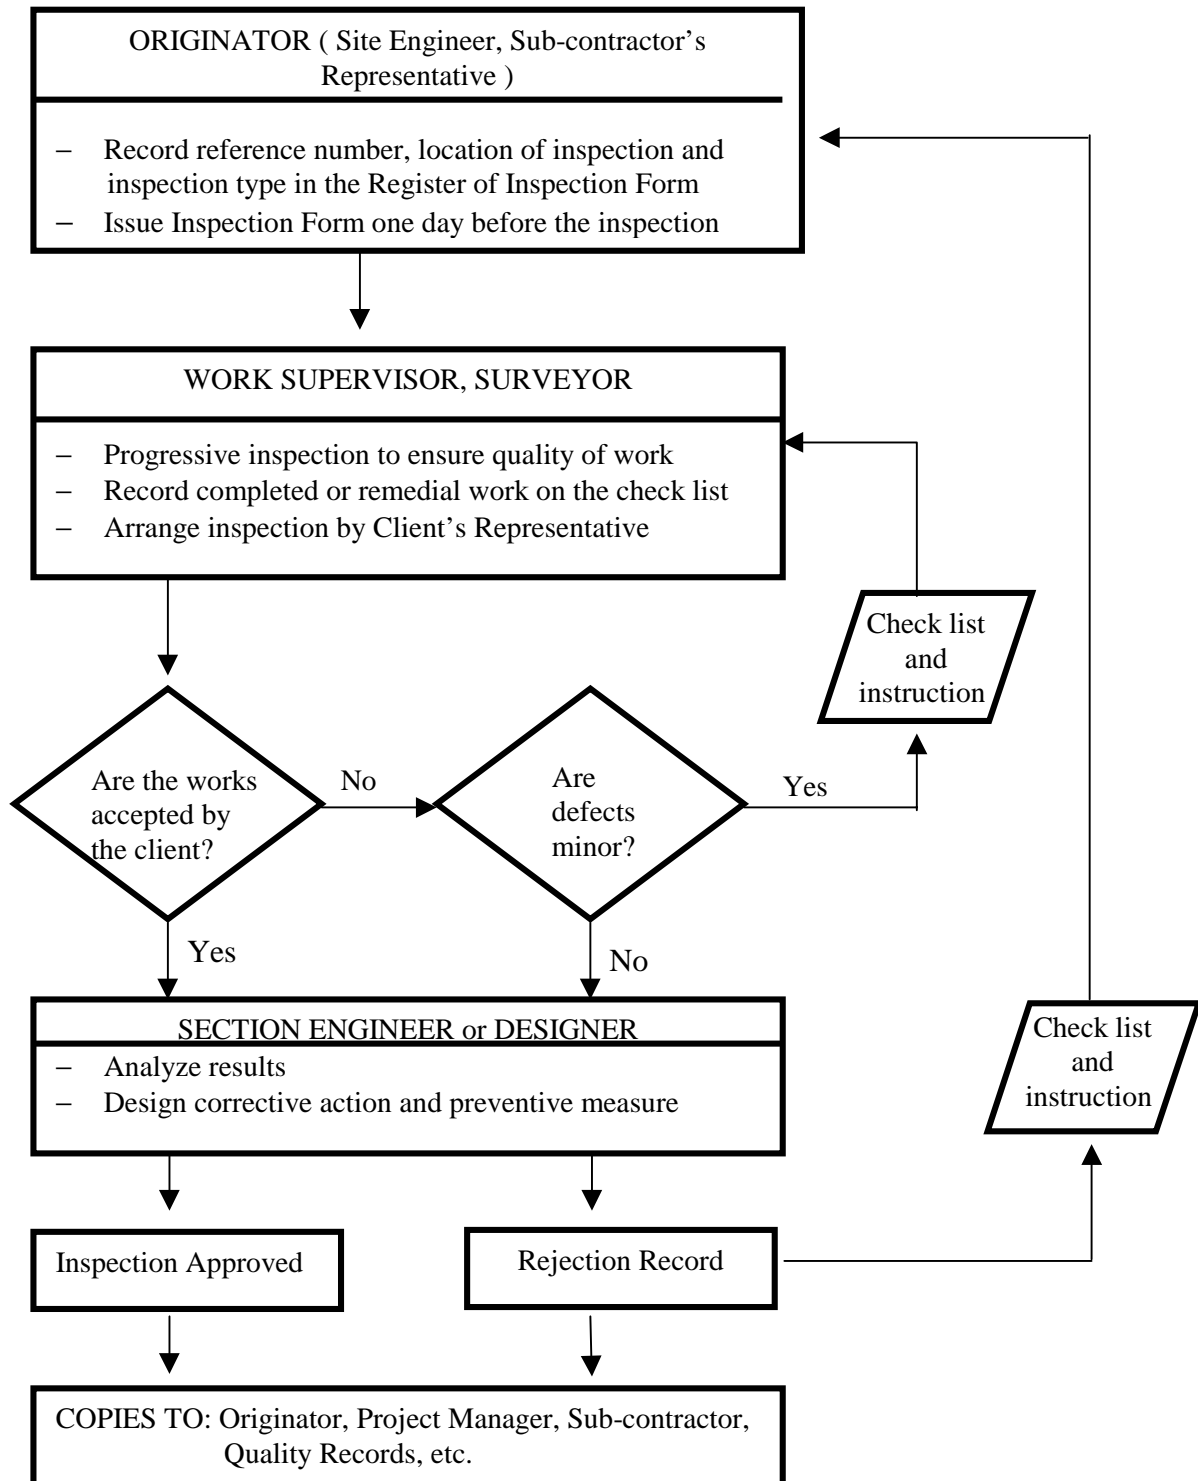 ORIGINATOR ( Site Engineer, Sub-contractor’s
Representative )
– Record reference number, location of inspection and
inspection type in the Register of Inspection Form
– Issue Inspection Form one day before the inspection
WORK SUPERVISOR, SURVEYOR
– Progressive inspection to ensure quality of work
– Record completed or remedial work on the check list
– Arrange inspection by Client’s Representative
Check list
and
instruction
Are the works
accepted by
the client?
No
Are
defects
minor?
Yes
Yes
No
SECTION ENGINEER or DESIGNER
– Analyze results
– Design corrective action and preventive measure
Check list
and
instruction
Inspection Approved
Rejection Record
COPIES TO: Originator, Project Manager, Sub-contractor,
Quality Records, etc.